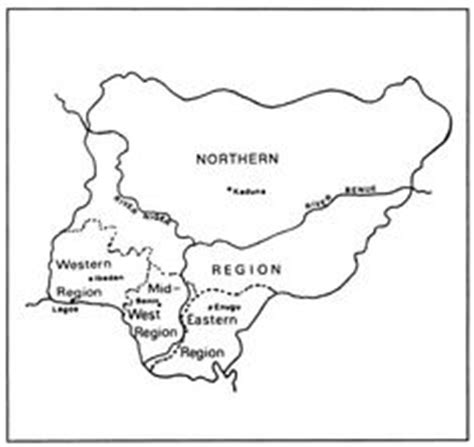 NORTHERN
Kaduna
RIVER NIGER
RIVER BENUE
REGION
Western
Ibadan
Region
Lagos
Mid-
Benin
West
Region
Enugu
Eastern
Region